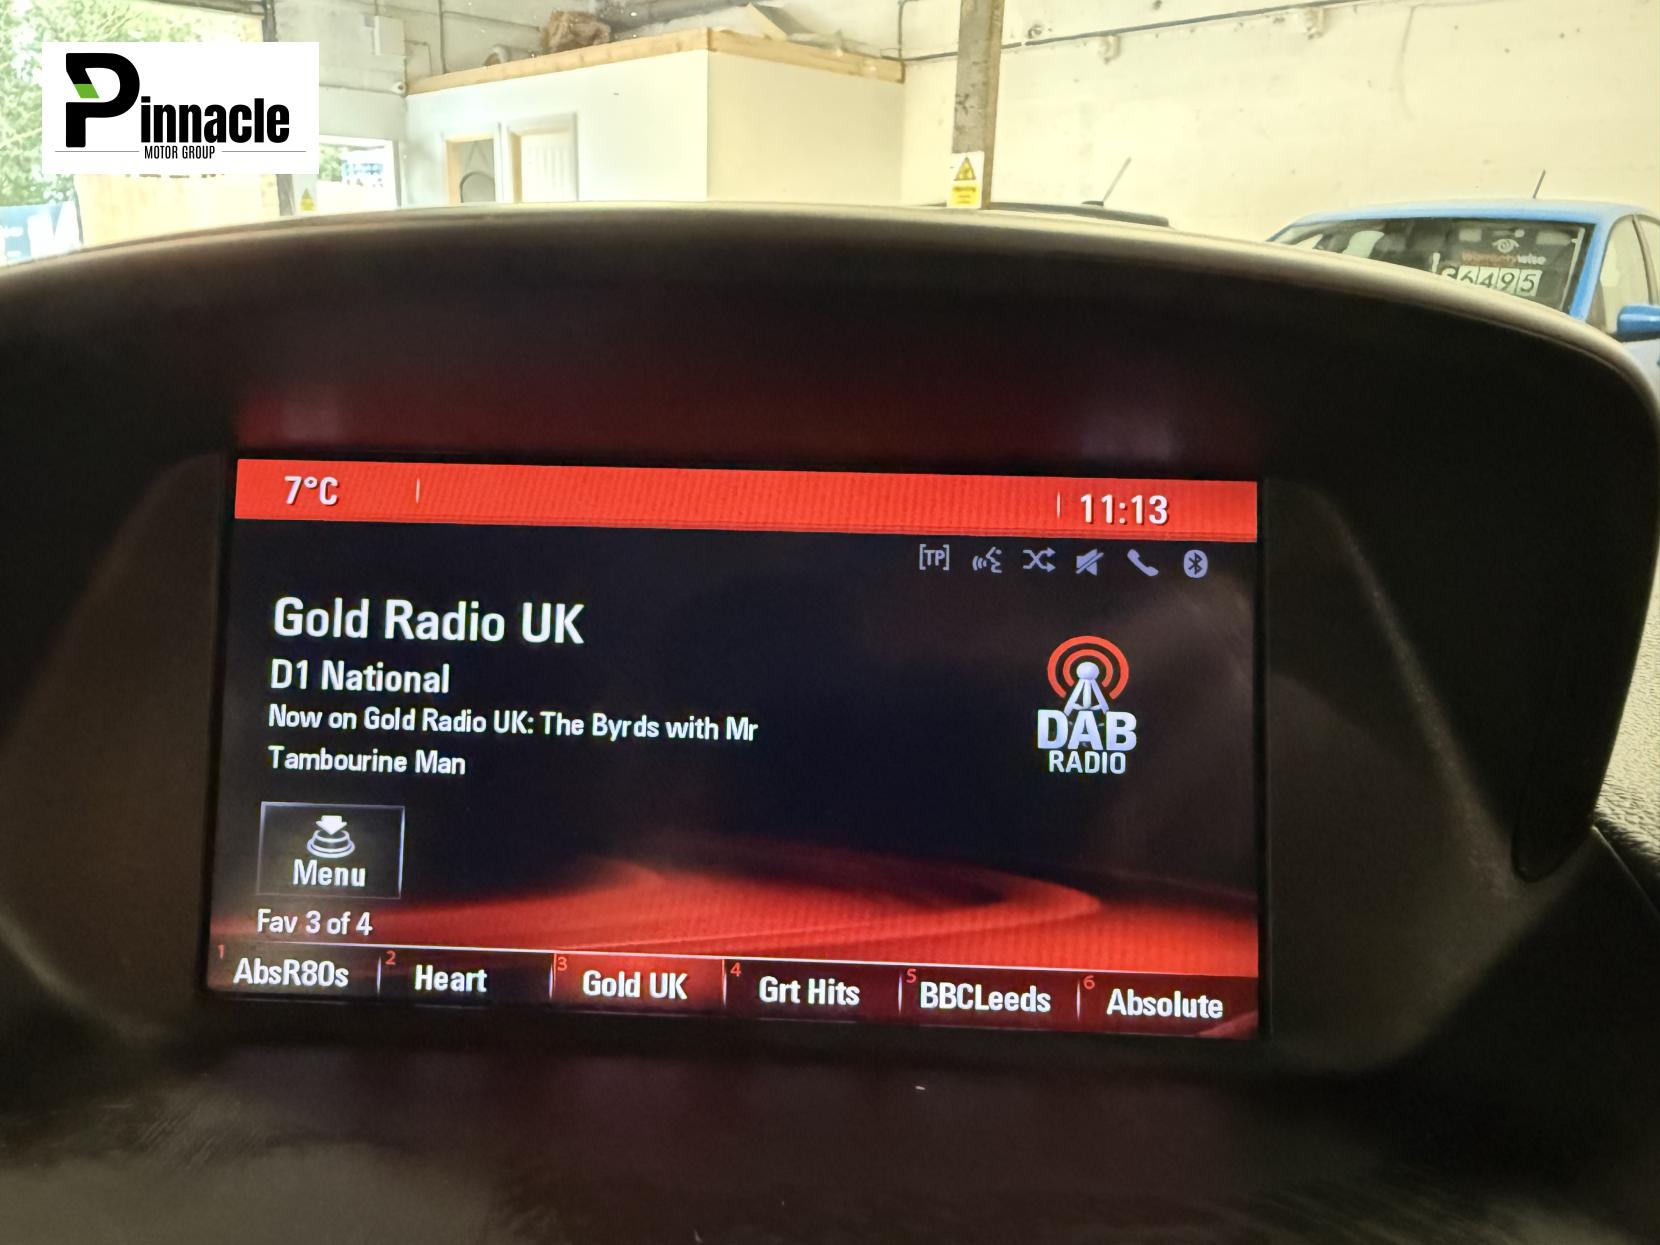 Pinnacle
MOTOR GROUP
6495
7°C
11:13
[TP]
Gold Radio UK
D1 National
Now on Gold Radio UK: The Byrds with Mr
Tambourine Man
DAB
RADIO
Menu
Fav 3 of 4
1 AbsR80s 2 Heart 3 Gold UK 4 Grt Hits 5 BBCLeeds 6 Absolute